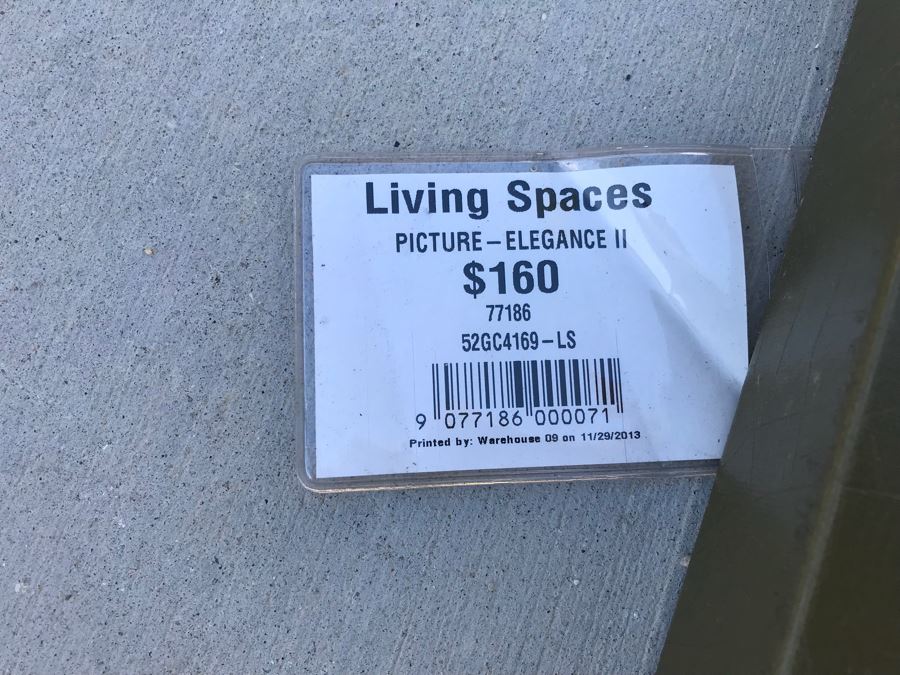 Living Spaces
PICTURE – ELEGANCE II
$160
77186
52GC4169 – LS
9 077186 000071
Printed by: Warehouse 09 on 11/29/2013